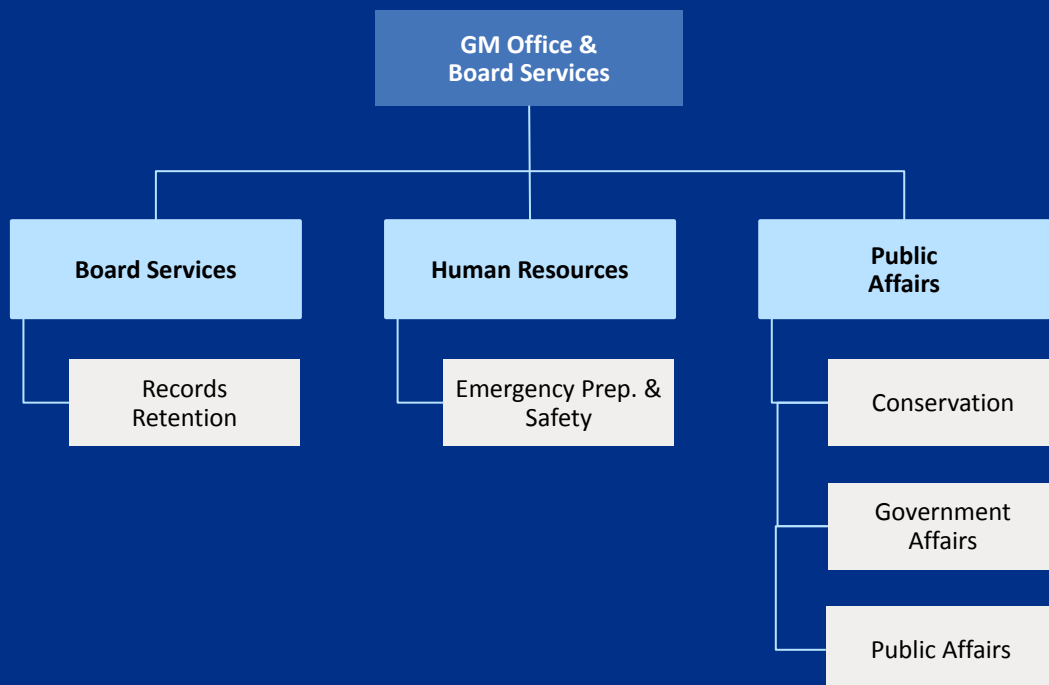 GM Office &
Board Services
Board Services
Human Resources
Public
Affairs
Records
Retention
Emergency Prep. &
Safety
Conservation
Government
Affairs
Public Affairs